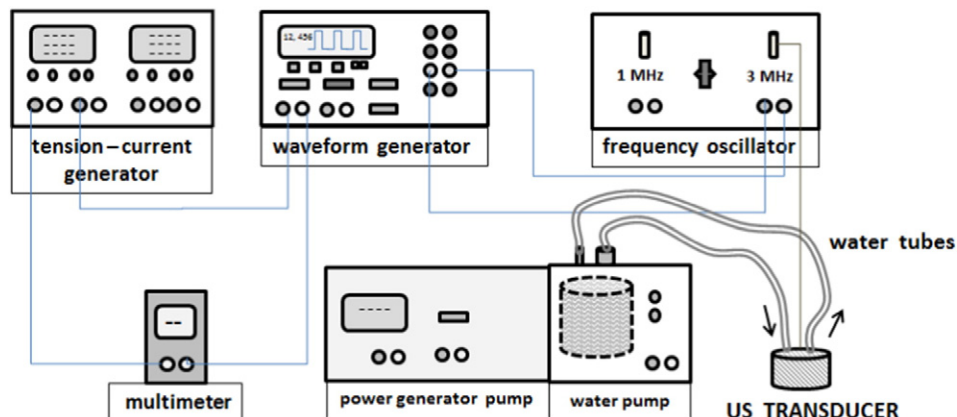 12, 456
1 MHz
3 MHz
tension – current
generator
waveform generator
frequency oscillator
water tubes
multimeter
power generator pump
water pump
US TRANSDUCER